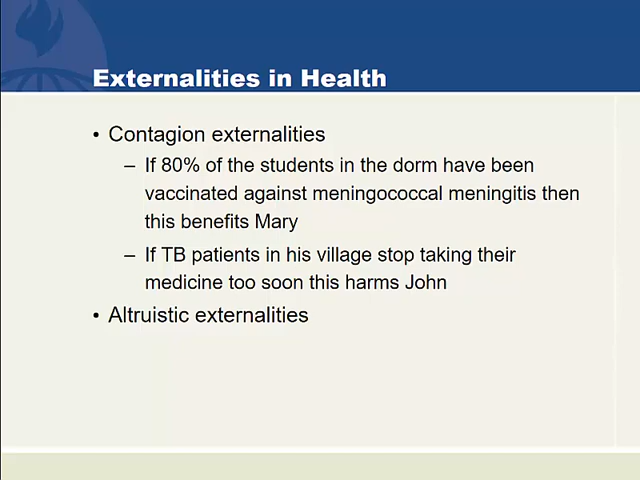 Externalities in Health
• Contagion externalities
– If 80% of the students in the dorm have been
vaccinated against meningococcal meningitis then
this benefits Mary
– If TB patients in his village stop taking their
medicine too soon this harms John
• Altruistic externalities